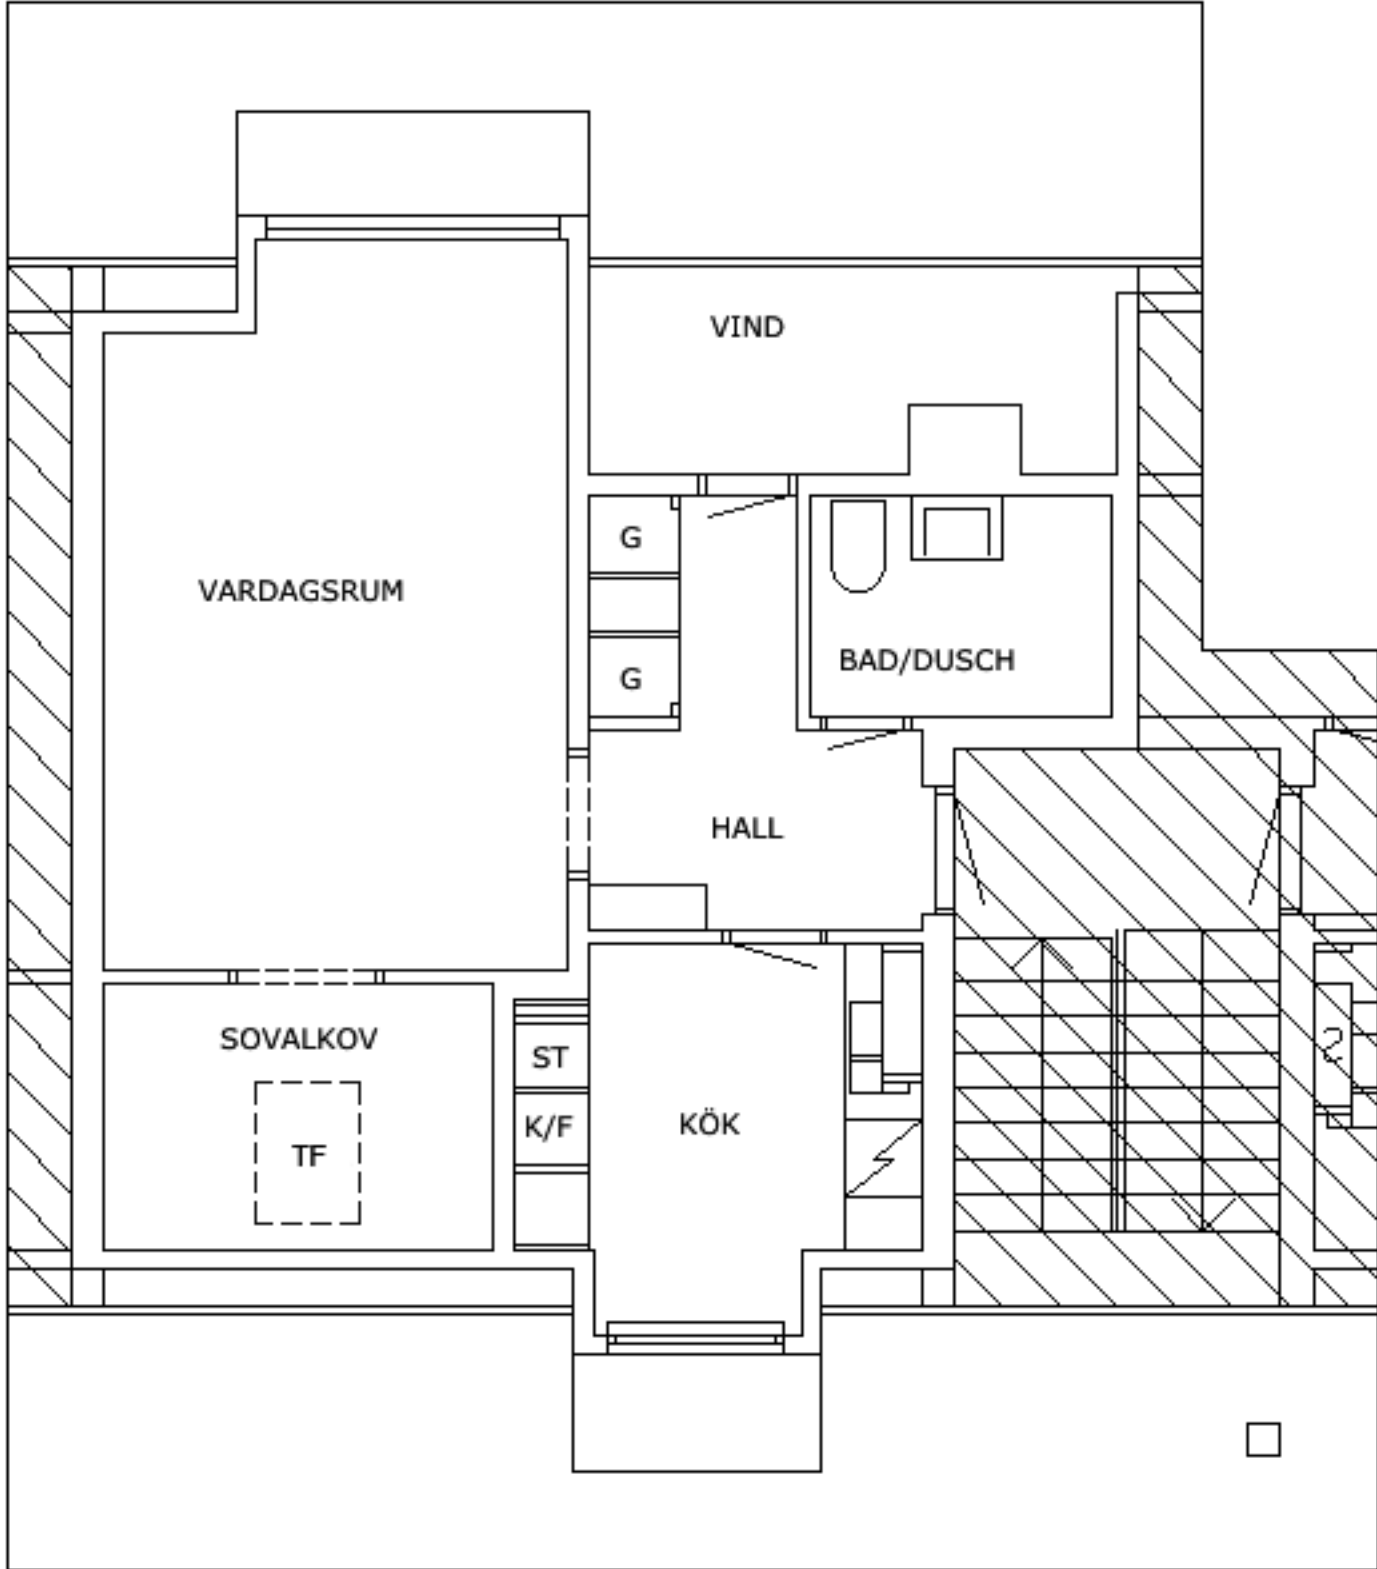 VIND
G
VARDAGSRUM
BAD/DUSCH
G
HALL
SOVALKOV
ST
K/F
KÖK
TF